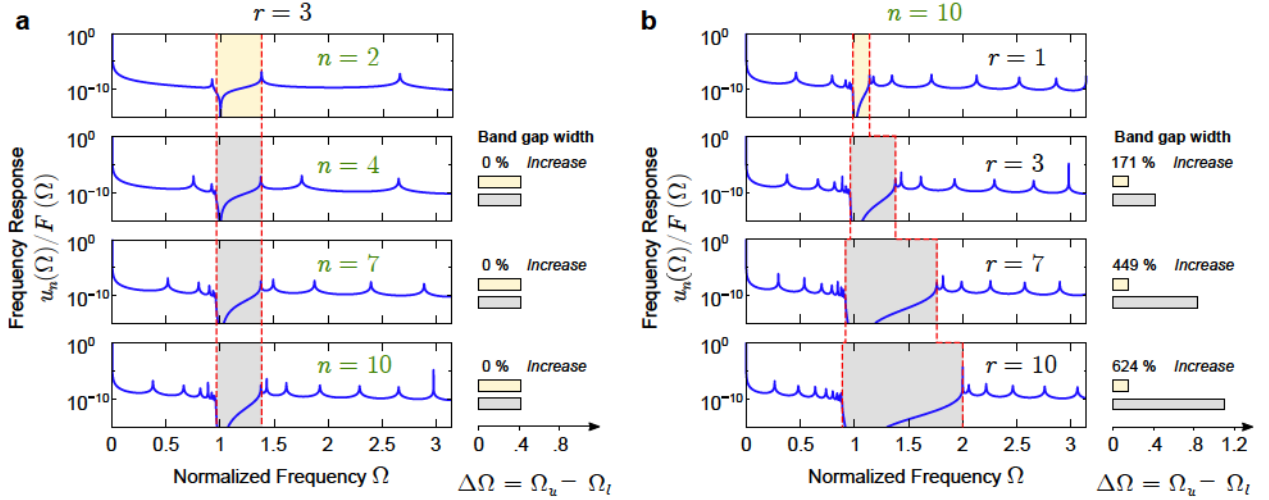 a
r = 3
Frequency Response
u_n(Ω)/F (Ω)
n = 2
10^0
10^-10
n = 4
10^0
10^-10
n = 7
10^0
10^-10
n = 10
10^0
10^-10
0 0.5 1 1.5 2 2.5 3
Normalized Frequency Ω
Band gap width
0 % Increase
0 % Increase
0 % Increase
0 .4 .8
ΔΩ = Ω_u − Ω_l
b
n = 10
Frequency Response
u_n(Ω)/F (Ω)
r = 1
10^0
10^-10
r = 3
10^0
10^-10
r = 7
10^0
10^-10
r = 10
10^0
10^-10
0 0.5 1 1.5 2 2.5 3
Normalized Frequency Ω
Band gap width
171 % Increase
449 % Increase
624 % Increase
0 .4 .8 1.2
ΔΩ = Ω_u − Ω_l